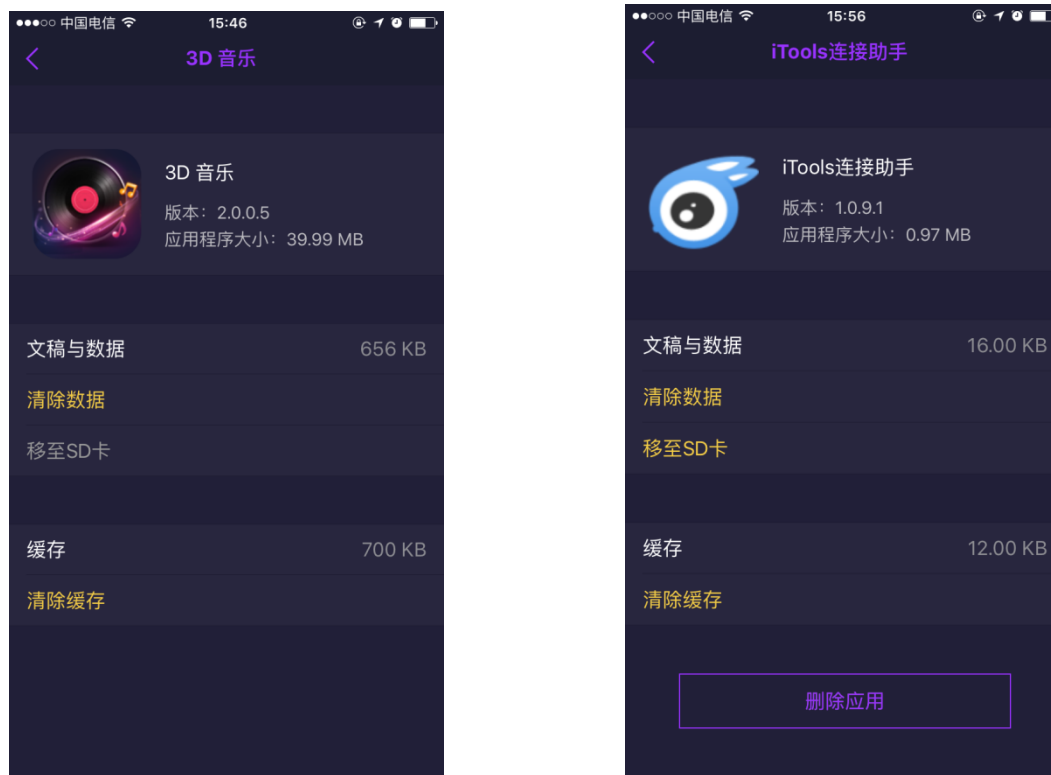 中国电信 15:46
3D 音乐
3D 音乐
版本：2.0.0.5
应用程序大小：39.99 MB
文稿与数据 656 KB
清除数据
移至SD卡
缓存 700 KB
清除缓存
中国电信 15:56
iTools连接助手
iTools连接助手
版本：1.0.9.1
应用程序大小：0.97 MB
文稿与数据 16.00 KB
清除数据
移至SD卡
缓存 12.00 KB
清除缓存
删除应用